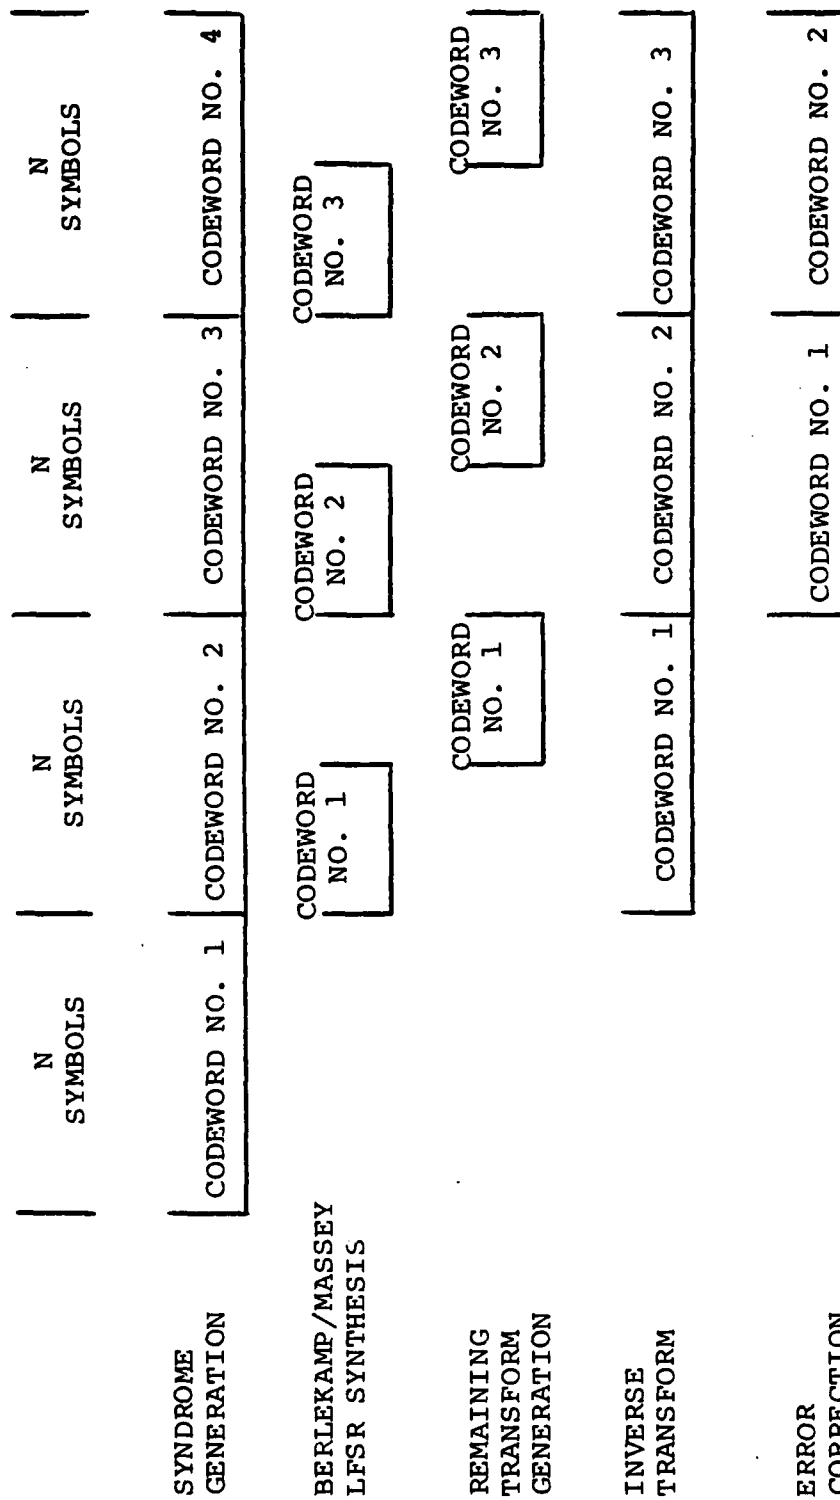 N
SYMBOLS
N
SYMBOLS
N
SYMBOLS
N
SYMBOLS
SYNDROME
GENERATION
CODEWORD NO. 1
CODEWORD NO. 2
CODEWORD NO. 3
CODEWORD NO. 4
BERLEKAMP/MASSEY
LFSR SYNTHESIS
CODEWORD
NO. 1
CODEWORD
NO. 2
CODEWORD
NO. 3
REMAINING
TRANSFORM
GENERATION
CODEWORD
NO. 1
CODEWORD
NO. 2
CODEWORD
NO. 3
INVERSE
TRANSFORM
CODEWORD NO. 1
CODEWORD NO. 2
CODEWORD NO. 3
ERROR
CORRECTION
CODEWORD NO. 1
CODEWORD NO. 2